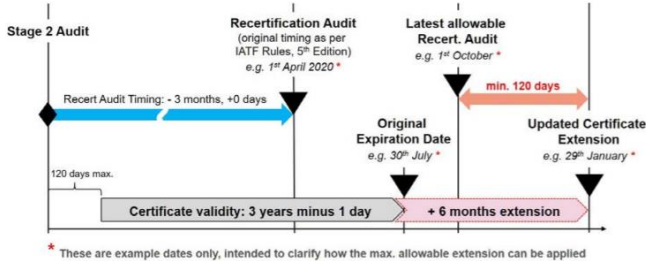 Stage 2 Audit
Recertification Audit
(original timing as per
IATF Rules, 5th Edition)
e.g. 1st April 2020 *
Latest allowable
Recert. Audit
e.g. 1st October *
Recert Audit Timing: - 3 months, +0 days
min. 120 days
Original
Expiration Date
e.g. 30th July *
Updated Certificate
Extension
e.g. 29th January *
120 days max.
Certificate validity: 3 years minus 1 day
+ 6 months extension
* These are example dates only, intended to clarify how the max. allowable extension can be applied